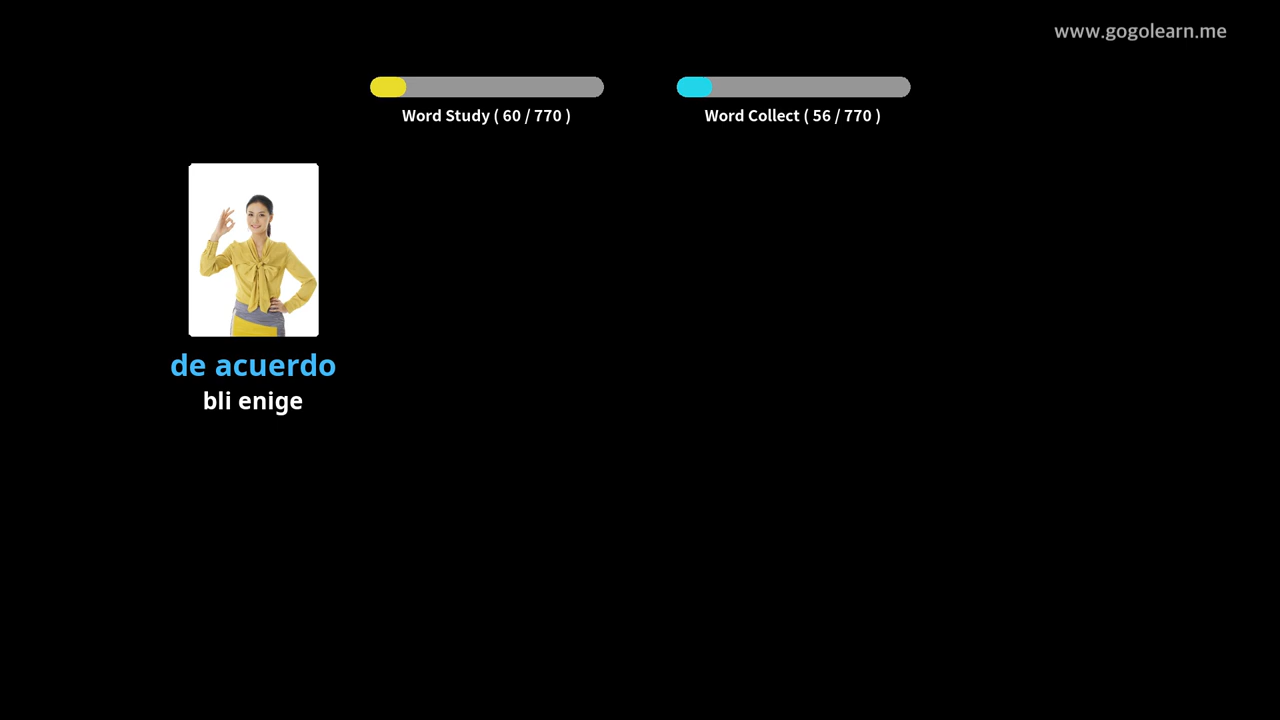 www.gogolearn.me
Word Study ( 60 / 770 )
Word Collect ( 56 / 770 )
de acuerdo
bli enige